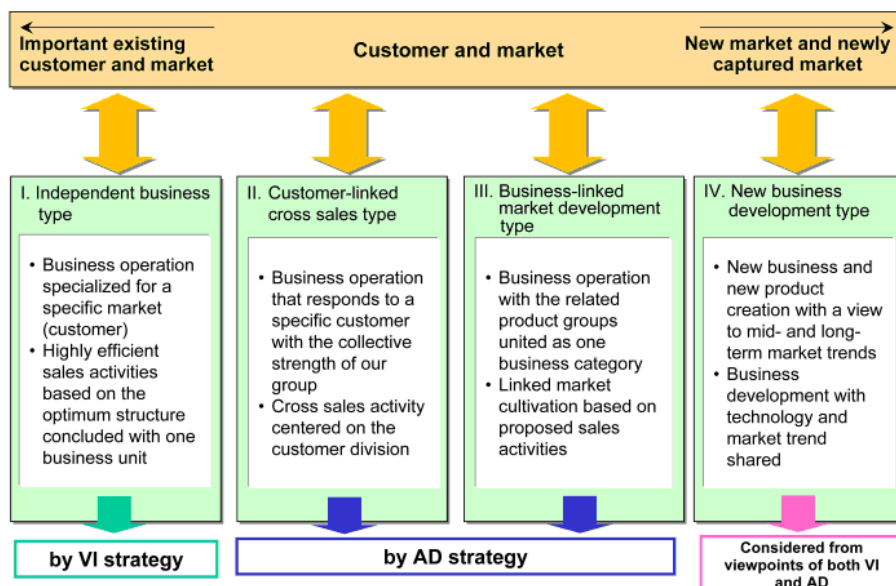 Important existing
customer and market
Customer and market
New market and newly
captured market
I. Independent business
type
• Business operation
specialized for a
specific market
(customer)
• Highly efficient
sales activities
based on the
optimum structure
concluded with one
business unit
II. Customer-linked
cross sales type
• Business operation
that responds to a
specific customer
with the collective
strength of our
group
• Cross sales activity
centered on the
customer division
III. Business-linked
market development
type
• Business operation
with the related
product groups
united as one
business category
• Linked market
cultivation based on
proposed sales
activities
IV. New business
development type
• New business and
new product
creation with a view
to mid- and long-
term market trends
• Business
development with
technology and
market trend
shared
by VI strategy
by AD strategy
Considered from
viewpoints of both VI
and AD